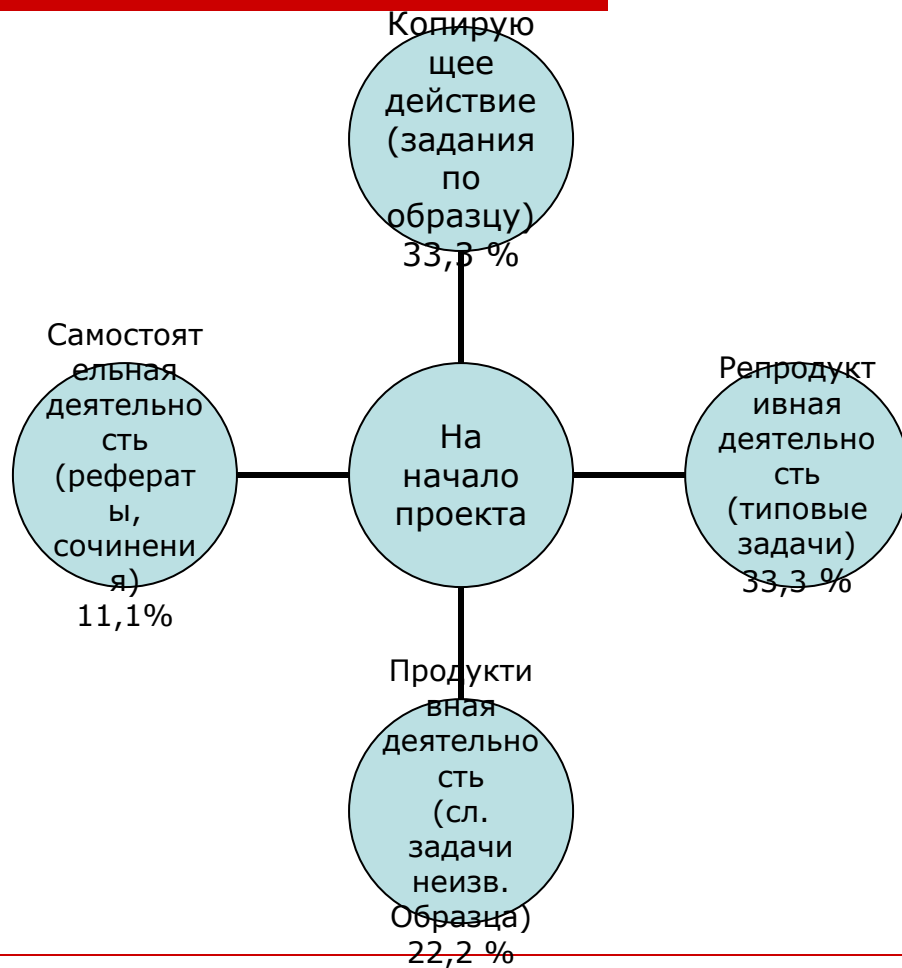 Копирую
щее
действие
(задания
по
образцу)
33,3 %
Самостоят
ельная
деятельно
сть
(реферат
ы,
сочинени
я)
11,1%
На
начало
проекта
Репродукт
ивная
деятельно
сть
(типовые
задачи)
33,3 %
Продукти
вная
деятельно
сть
(сл.
задачи
неизв.
Образца)
22,2 %